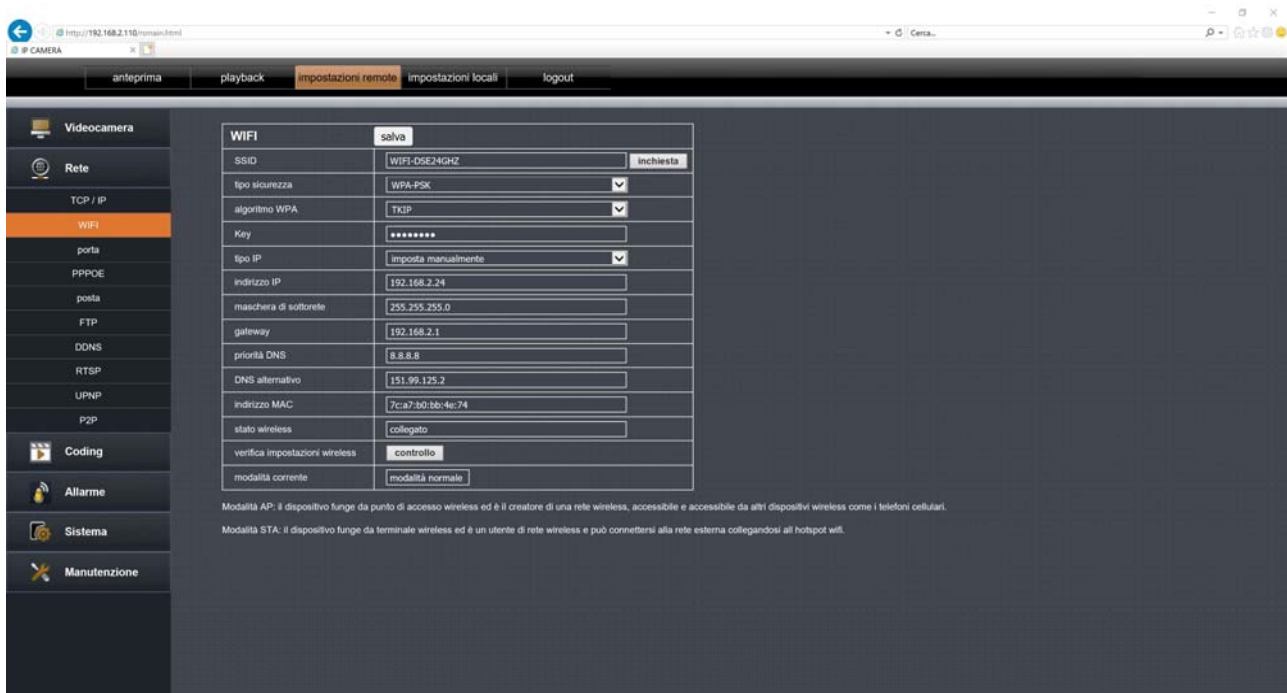 http://192.168.2.110/romain.html
Cerca...
IP CAMERA
anteprima playback impostazioni remote impostazioni locali logout
Videocamera
Rete
TCP / IP
WIFI
porta
PPPOE
posta
FTP
DDNS
RTSP
UPNP
P2P
Coding
Allarme
Sistema
Manutenzione
WIFI salva
SSID WIFI-DSE24GHZ inchiesta
tipo sicurezza WPA-PSK
algoritmo WPA TKIP
Key ••••••••
tipo IP imposta manualmente
indirizzo IP 192.168.2.24
maschera di sottorete 255.255.255.0
gateway 192.168.2.1
priorità DNS 8.8.8.8
DNS alternativo 151.99.125.2
indirizzo MAC 7c:a7:b0:bb:4e:74
stato wireless collegato
verifica impostazioni wireless controllo
modalità corrente modalità normale
Modalità AP: il dispositivo funge da punto di accesso wireless ed è il creatore di una rete wireless, accessibile e accessibile da altri dispositivi wireless come i telefoni cellulari.
Modalità STA: il dispositivo funge da terminale wireless ed è un utente di rete wireless e può connettersi alla rete esterna collegandosi all hotspot wifi.